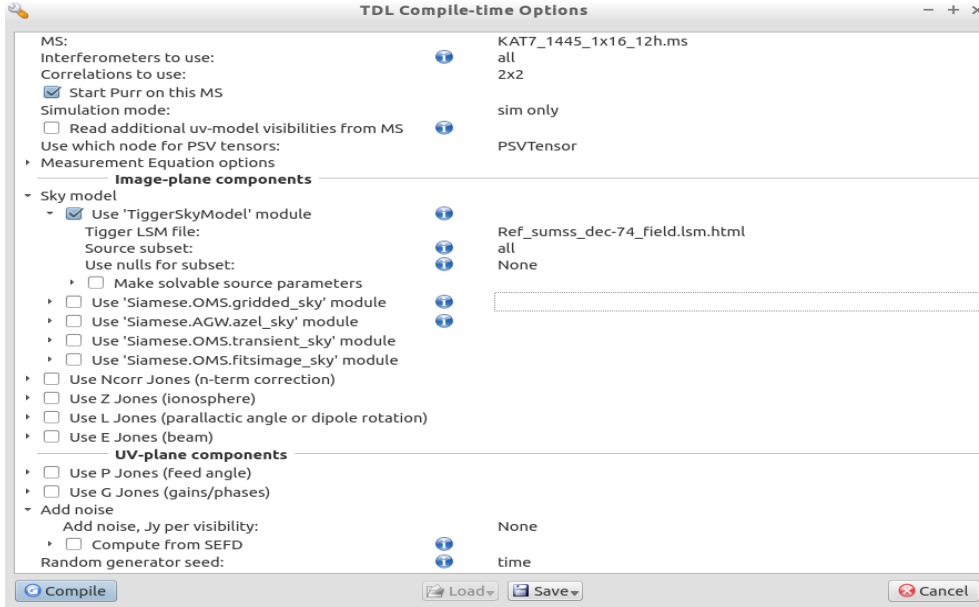 TDL Compile-time Options
MS: KAT7_1445_1x16_12h.ms
Interferometers to use: all
Correlations to use: 2x2
Start Purr on this MS
Simulation mode: sim only
Read additional uv-model visibilities from MS
Use which node for PSV tensors: PSVTensor
Measurement Equation options
Image-plane components
Sky model
Use 'TiggerSkyModel' module
Tigger LSM file: Ref_sumss_dec-74_field.lsm.html
Source subset: all
Use nulls for subset: None
Make solvable source parameters
Use 'Siamese.OMS.gridded_sky' module
Use 'Siamese.AGW.azel_sky' module
Use 'Siamese.OMS.transient_sky' module
Use 'Siamese.OMS.fitsimage_sky' module
Use Ncorr Jones (n-term correction)
Use Z Jones (ionosphere)
Use L Jones (parallactic angle or dipole rotation)
Use E Jones (beam)
UV-plane components
Use P Jones (feed angle)
Use G Jones (gains/phases)
Add noise
Add noise, Jy per visibility: None
Compute from SEFD
Random generator seed: time
Compile Load Save Cancel